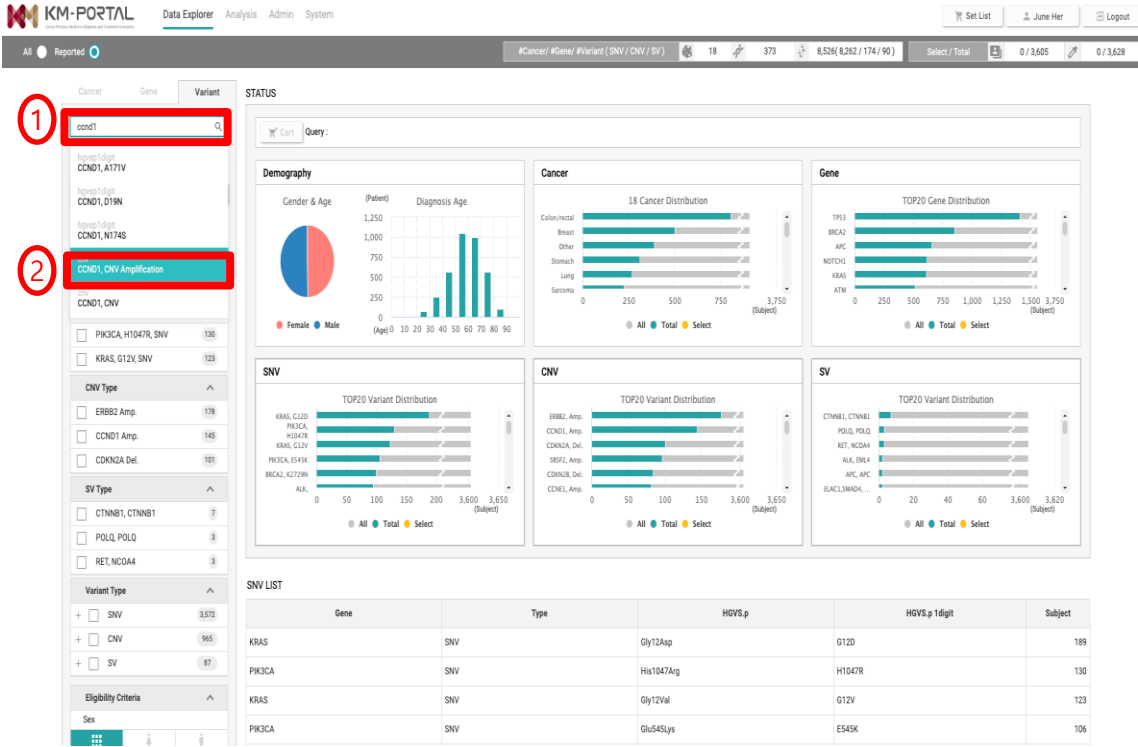 KM-PORTAL
Data Explorer Analysis Admin System
Set List June Her Logout
All Reported
#Cancer/ #Gene/ #Variant ( SNV / CNV / SV ) 18 373 8,526( 8,262 / 174 / 90 ) Select / Total 0 / 3,605 0 / 3,628
Cancer Gene Variant
1
ccnd1
hgvsp1digit
CCND1, A171V
hgvsp1digit
CCND1, D19N
hgvsp1digit
CCND1, N174S
2
CCND1, CNV Amplification
cnv
CCND1, CNV
PIK3CA, H1047R, SNV 130
KRAS, G12V, SNV 123
CNV Type
ERBB2 Amp. 178
CCND1 Amp. 145
CDKN2A Del. 101
SV Type
CTNNB1, CTNNB1 7
POLQ, POLQ 3
RET, NCOA4 3
Variant Type
+ SNV 3,572
+ CNV 965
+ SV 87
Eligibility Criteria
Sex
STATUS
Cart Query :
Demography
Gender & Age
Female Male
(Patient) Diagnosis Age
1,250
1,000
750
500
250
0
(Age) 0 10 20 30 40 50 60 70 80 90
Cancer
18 Cancer Distribution
Colon/rectal
Breast
Other
Stomach
Lung
Sarcoma
0 250 500 750 3,750
(Subject)
All Total Select
Gene
TOP20 Gene Distribution
TP53
BRCA2
APC
NOTCH1
KRAS
ATM
0 250 500 750 1,000 1,250 1,500 3,750
(Subject)
All Total Select
SNV
TOP20 Variant Distribution
KRAS, G12D
PIK3CA,
H1047R
KRAS, G12V
PIK3CA, E545K
BRCA2, K2729N
ALK,
0 50 100 150 200 3,600 3,650
(Subject)
All Total Select
CNV
TOP20 Variant Distribution
ERBB2, Amp.
CCND1, Amp.
CDKN2A, Del.
SRSF2, Amp.
CDKN2B, Del.
CCNE1, Amp.
0 50 100 150 3,600 3,650
(Subject)
All Total Select
SV
TOP20 Variant Distribution
CTNNB1, CTNNB1
POLQ, POLQ
RET, NCOA4
ALK, EML4
APC, APC
ELAC1,SMAD4, ...
0 20 40 60 3,600 3,620
(Subject)
All Total Select
SNV LIST
Gene Type HGVS.p HGVS.p 1digit Subject
KRAS SNV Gly12Asp G12D 189
PIK3CA SNV His1047Arg H1047R 130
KRAS SNV Gly12Val G12V 123
PIK3CA SNV Glu545Lys E545K 106